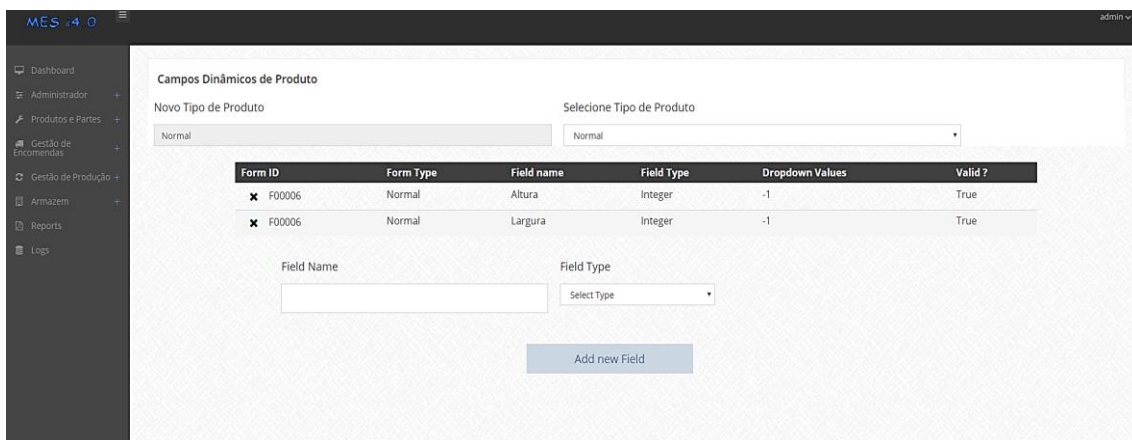 MES i4.0
admin
Dashboard
Administrador +
Produtos e Partes +
Gestão de
Encomendas +
Gestão de Produção +
Armazem +
Reports
Logs
Campos Dinâmicos de Produto
Novo Tipo de Produto Selecione Tipo de Produto
Normal Normal
Form ID Form Type Field name Field Type Dropdown Values Valid ?
F00006 Normal Altura Integer -1 True
F00006 Normal Largura Integer -1 True
Field Name Field Type
Select Type
Add new Field